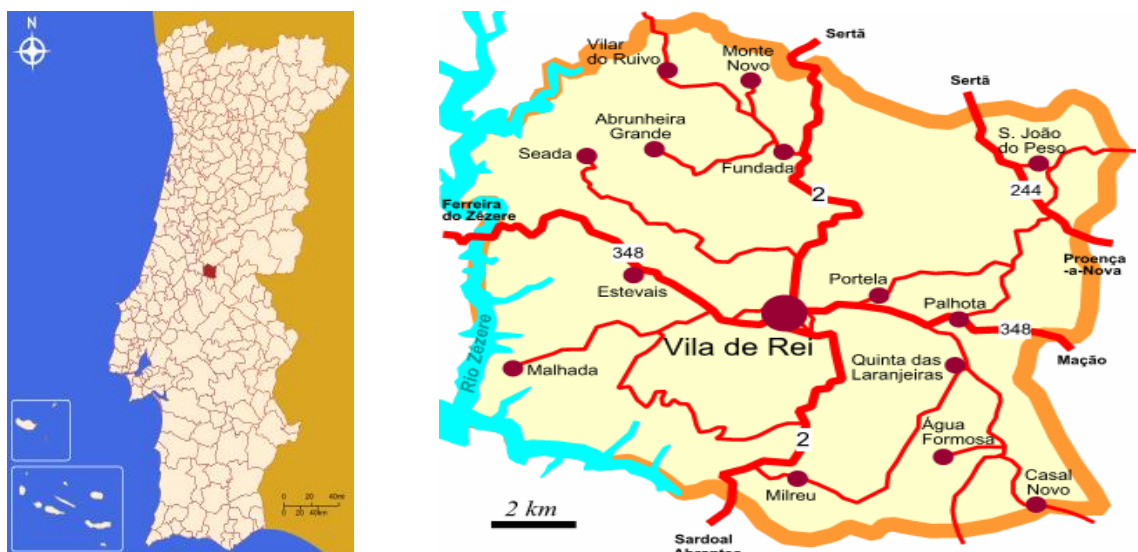 N
0 20 40mi
0 20 40km
Sertã
Vilar
do Ruivo
Monte
Novo
Sertã
Abrunheira
Grande
S. João
do Peso
Seada
Fundada
244
2
Ferreira
do Zêzere
348
Proença
-a-Nova
Portela
Estevais
Palhota
348
Vila de Rei
Mação
Rio Zêzere
Malhada
Quinta das
Laranjeiras
2
Água
Formosa
Casal
Novo
Milreu
2 km
Sardoal
Abrantes